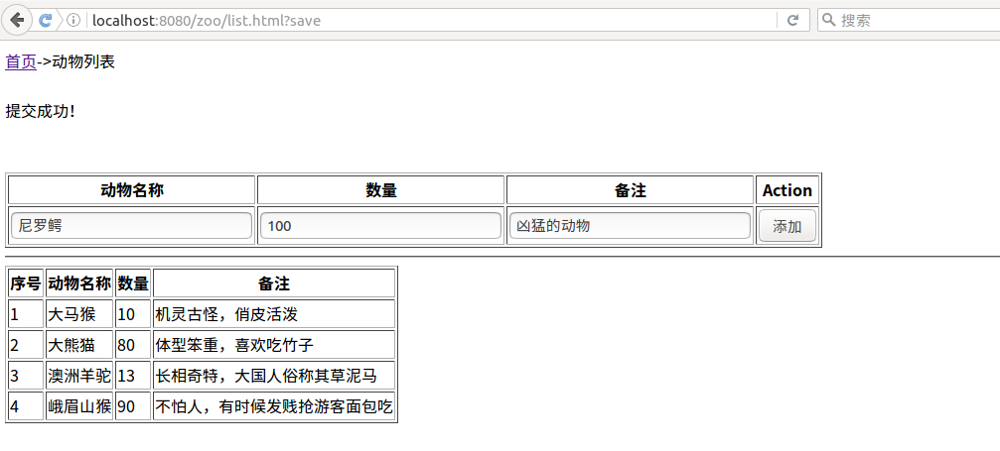 localhost:8080/zoo/list.html?save 搜索
首页->动物列表
提交成功！
动物名称 数量 备注 Action
尼罗鳄 100 凶猛的动物 添加
序号 动物名称 数量 备注
1 大马猴 10 机灵古怪，俏皮活泼
2 大熊猫 80 体型笨重，喜欢吃竹子
3 澳洲羊驼 13 长相奇特，大国人俗称其草泥马
4 峨眉山猴 90 不怕人，有时候发贱抢游客面包吃